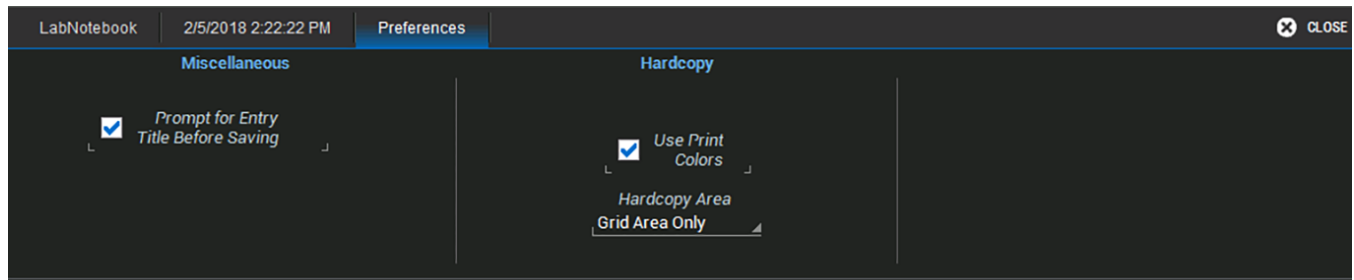 LabNotebook 2/5/2018 2:22:22 PM Preferences CLOSE
Miscellaneous Hardcopy
Prompt for Entry
Title Before Saving
Use Print
Colors
Hardcopy Area
Grid Area Only